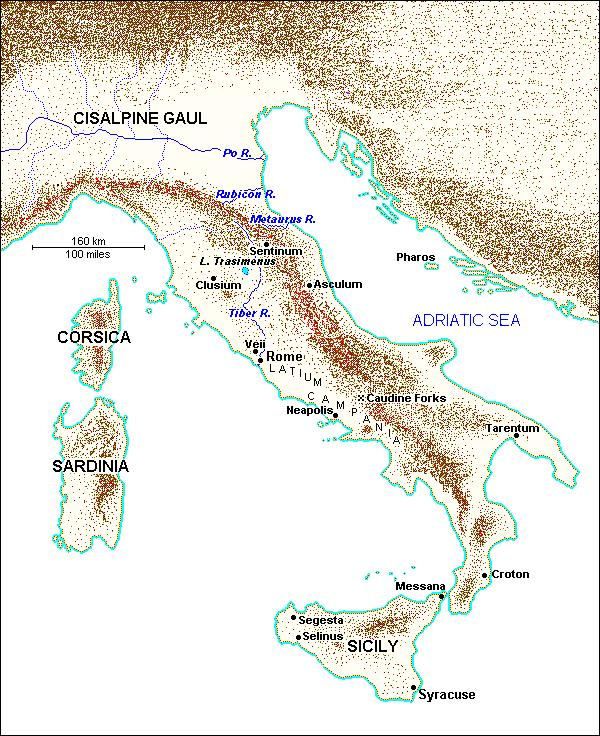 CISALPINE GAUL
Po R.
Rubicon R.
Metaurus R.
160 km
100 miles
Sentinum
L. Trasimenus
Pharos
Clusium
Asculum
Tiber R.
ADRIATIC SEA
CORSICA
Veii
Rome
LATIUM
CAMPANIA
Caudine Forks
Neapolis
Tarentum
SARDINIA
Croton
Messana
Segesta
Selinus
SICILY
Syracuse